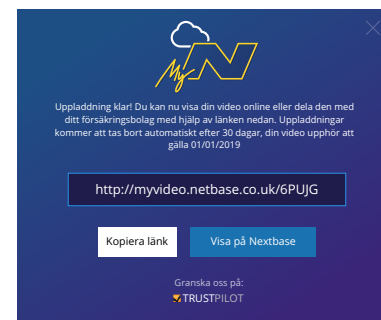 My N
Uppladdning klar! Du kan nu visa din video online eller dela den med
ditt försäkringsbolag med hjälp av länken nedan. Uppladdningar
kommer att tas bort automatiskt efter 30 dagar, din video upphör att
gälla 01/01/2019
http://myvideo.netbase.co.uk/6PUJG
Kopiera länk
Visa på Nextbase
Granska oss på:
TRUSTPILOT